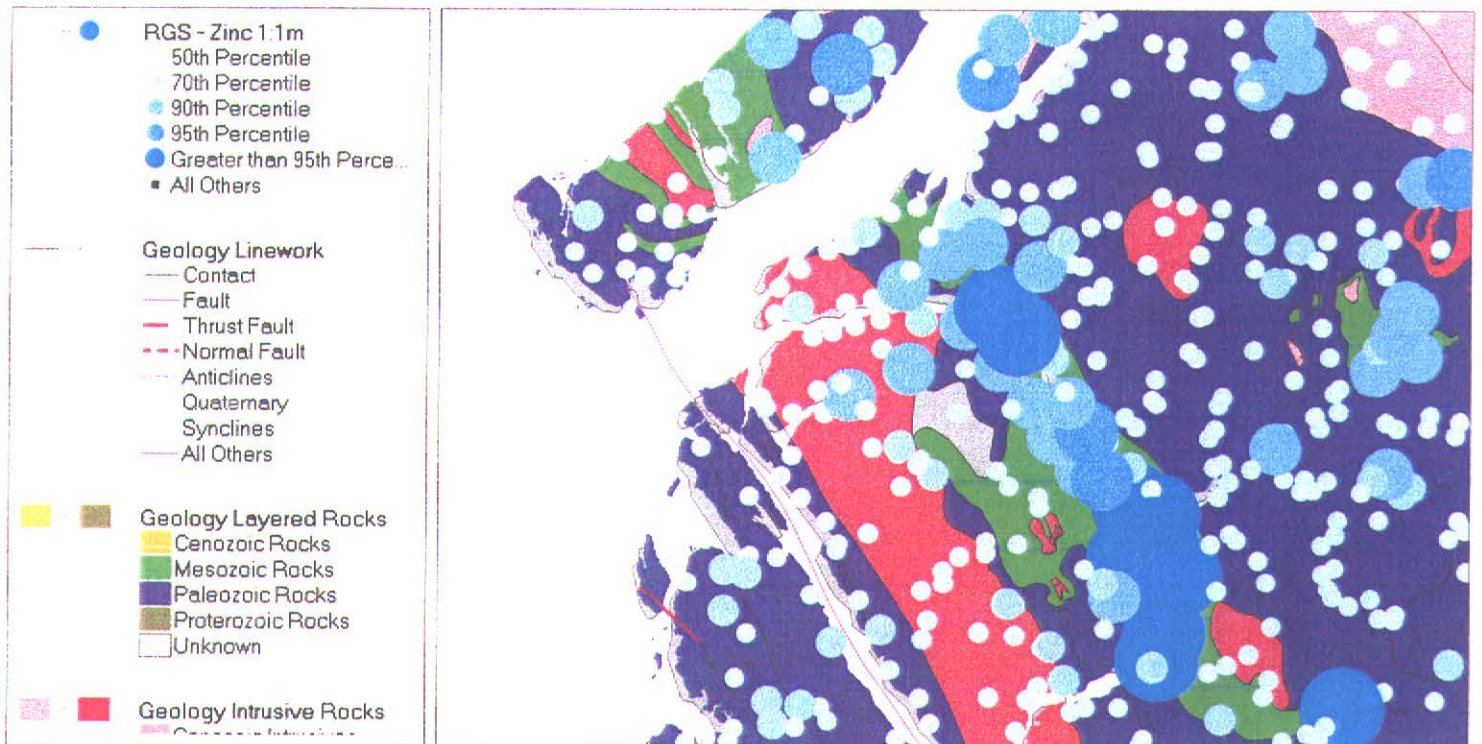 RGS - Zinc 1:1m
50th Percentile
70th Percentile
90th Percentile
95th Percentile
Greater than 95th Perce...
All Others
Geology Linework
Contact
Fault
Thrust Fault
Normal Fault
Anticlines
Quaternary
Synclines
All Others
Geology Layered Rocks
Cenozoic Rocks
Mesozoic Rocks
Paleozoic Rocks
Proterozoic Rocks
Unknown
Geology Intrusive Rocks